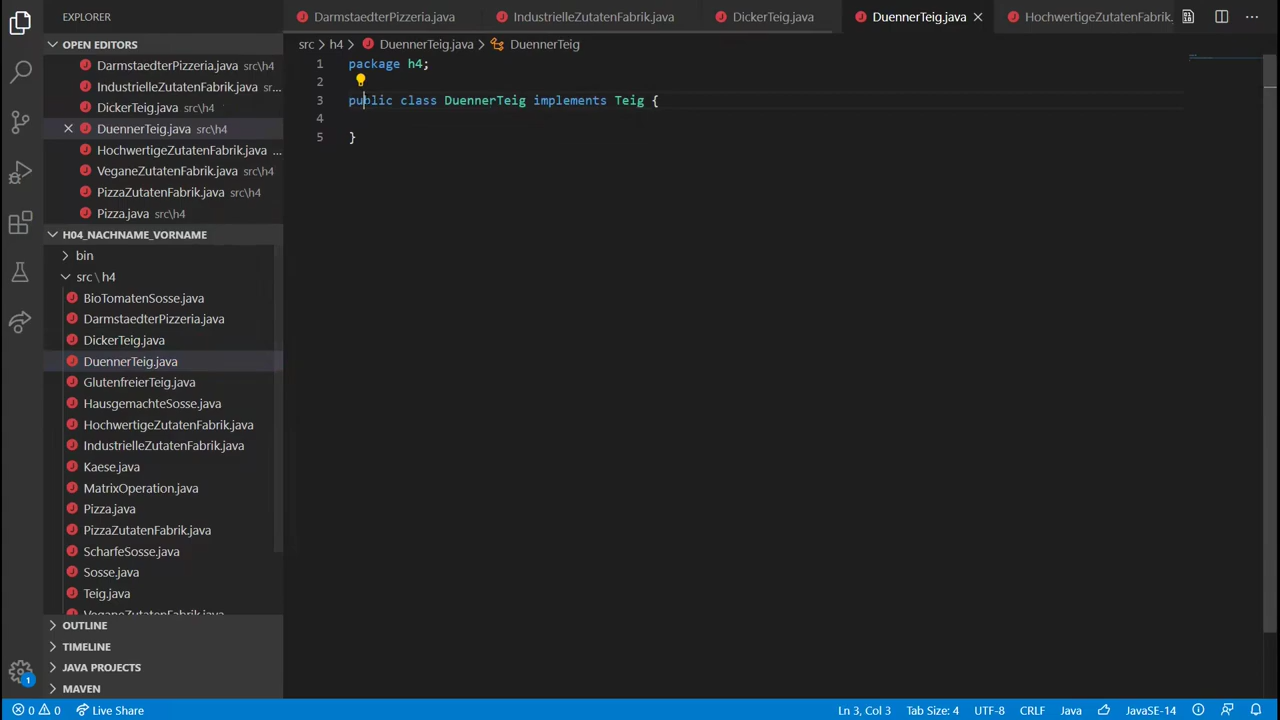 EXPLORER
OPEN EDITORS
DarmstaedterPizzeria.java src\h4
IndustrielleZutatenFabrik.java sr...
DickerTeig.java src\h4
DuennerTeig.java src\h4
HochwertigeZutatenFabrik.java ...
VeganeZutatenFabrik.java src\h4
PizzaZutatenFabrik.java src\h4
Pizza.java src\h4
H04_NACHNAME_VORNAME
bin
src \ h4
BioTomatenSosse.java
DarmstaedterPizzeria.java
DickerTeig.java
DuennerTeig.java
GlutenfreierTeig.java
HausgemachteSosse.java
HochwertigeZutatenFabrik.java
IndustrielleZutatenFabrik.java
Kaese.java
MatrixOperation.java
Pizza.java
PizzaZutatenFabrik.java
ScharfeSosse.java
Sosse.java
Teig.java
VeganeZutatenFabrik.java
OUTLINE
TIMELINE
JAVA PROJECTS
MAVEN
DarmstaedterPizzeria.java IndustrielleZutatenFabrik.java DickerTeig.java DuennerTeig.java HochwertigeZutatenFabrik.
src > h4 > DuennerTeig.java > DuennerTeig
1 package h4;
2
3 public class DuennerTeig implements Teig {
4
5 }
1
0 0 Live Share Ln 3, Col 3 Tab Size: 4 UTF-8 CRLF Java JavaSE-14